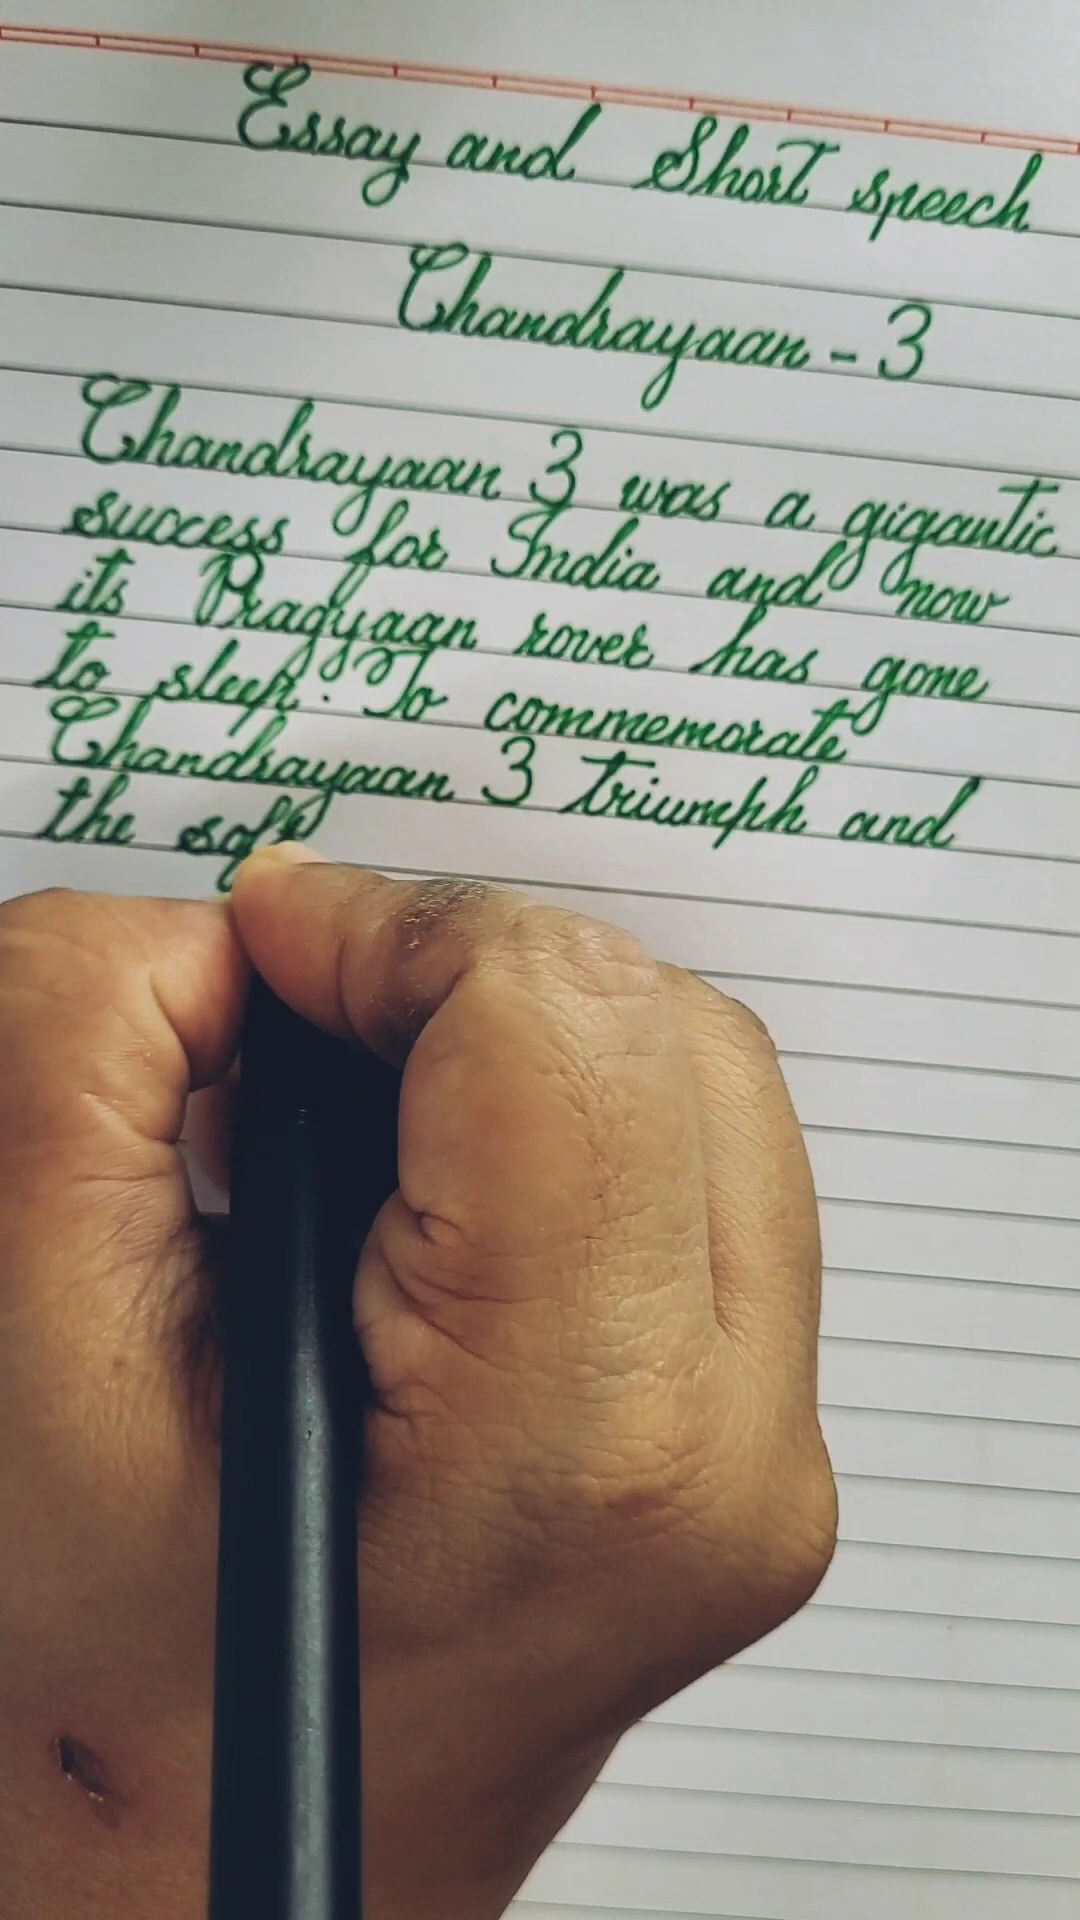 Essay and Short speech
Chandrayaan - 3
Chandrayaan 3 was a gigantic
success for India and now
its Pragyaan rover has gone
to sleep. To commemorate
Chandrayaan 3 triumph and
the soft